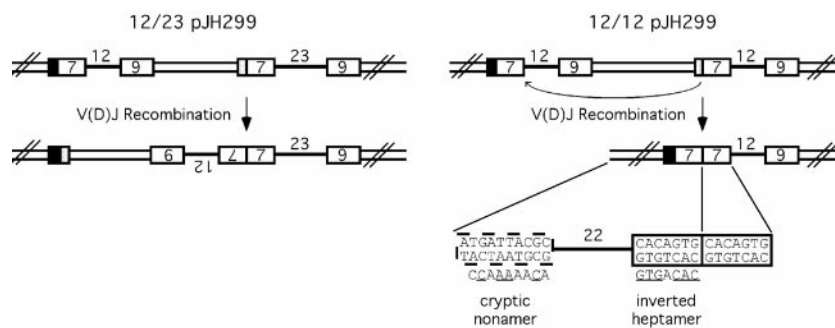 12/23 pJH299
12/12 pJH299
12 23
7 9 7 9
12 12
7 9 7 9
V(D)J Recombination
V(D)J Recombination
23
9 7 7 9
12
12
7 7 9
22
ATGATTACGC CACAGTG CACAGTG
TACTAATGCG GTGTCAC GTGTCAC
CCAAAAACA GTGACAC
cryptic
nonamer
inverted
heptamer